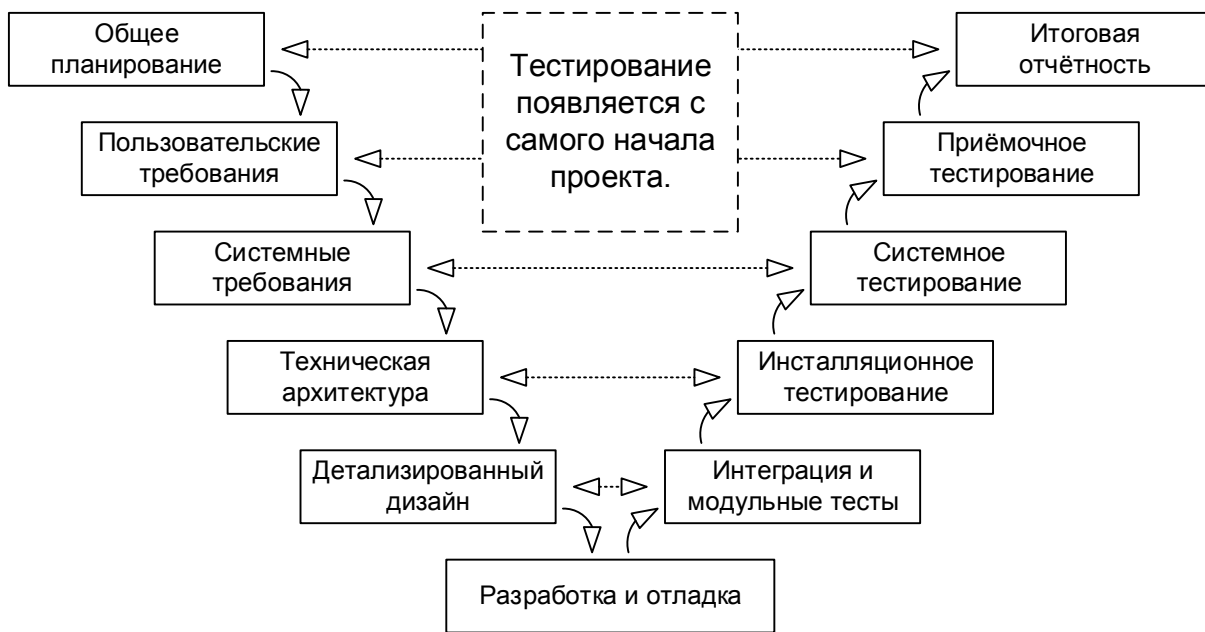 Общее
планирование
Тестирование
появляется с
самого начала
проекта.
Итоговая
отчётность
Пользовательские
требования
Приёмочное
тестирование
Системные
требования
Системное
тестирование
Техническая
архитектура
Инсталляционное
тестирование
Детализированный
дизайн
Интеграция и
модульные тесты
Разработка и отладка